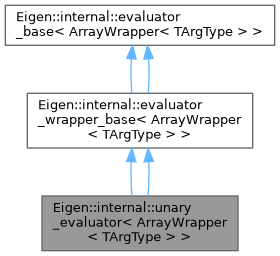 Eigen::internal::evaluator
_base< ArrayWrapper< TArgType > >
Eigen::internal::evaluator
_wrapper_base< ArrayWrapper
< TArgType > >
Eigen::internal::unary
_evaluator< ArrayWrapper
< TArgType > >